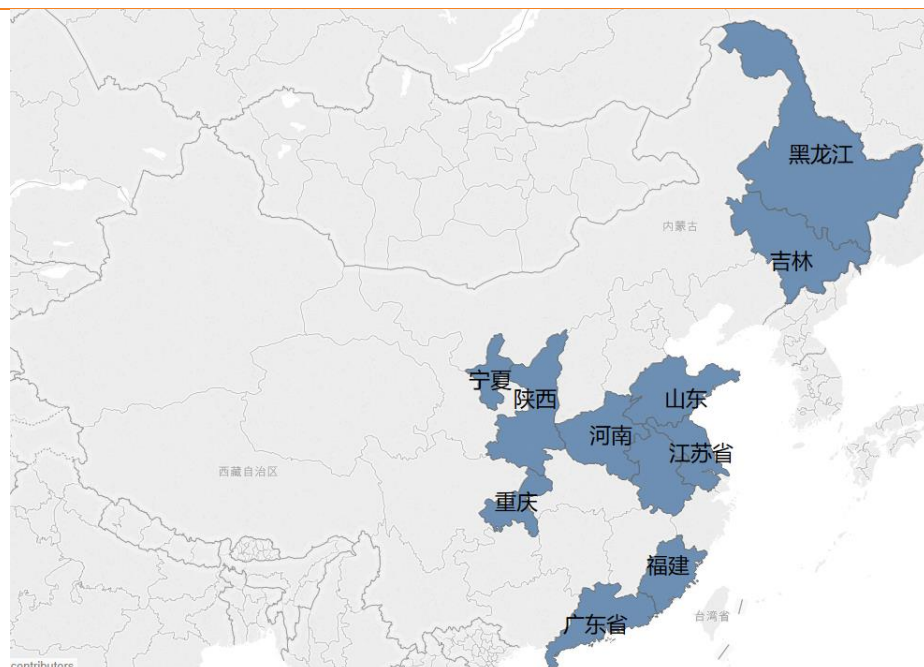 黑龙江
内蒙古
吉林
宁夏
陕西
山东
河南
江苏省
西藏自治区
重庆
福建
台湾省
广东省
contributors